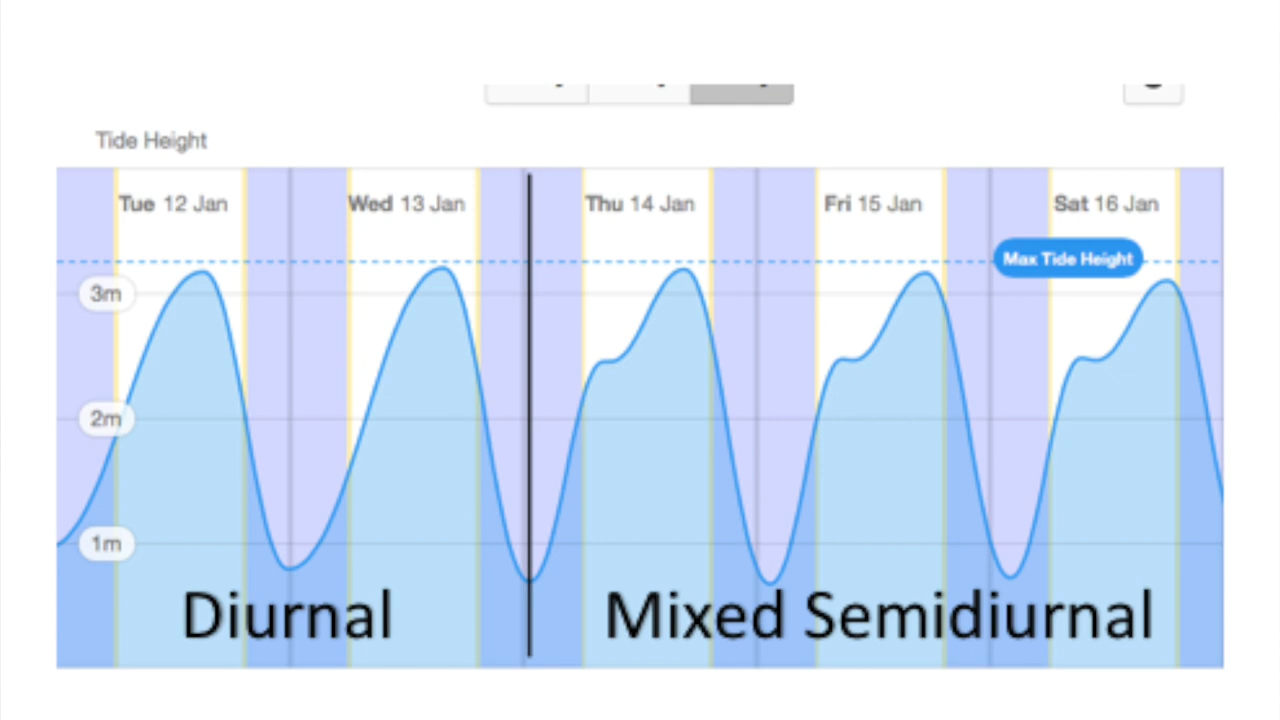 Tide Height
Tue 12 Jan
Wed 13 Jan
Thu 14 Jan
Fri 15 Jan
Sat 16 Jan
Max Tide Height
3m
2m
1m
Diurnal
Mixed Semidiurnal